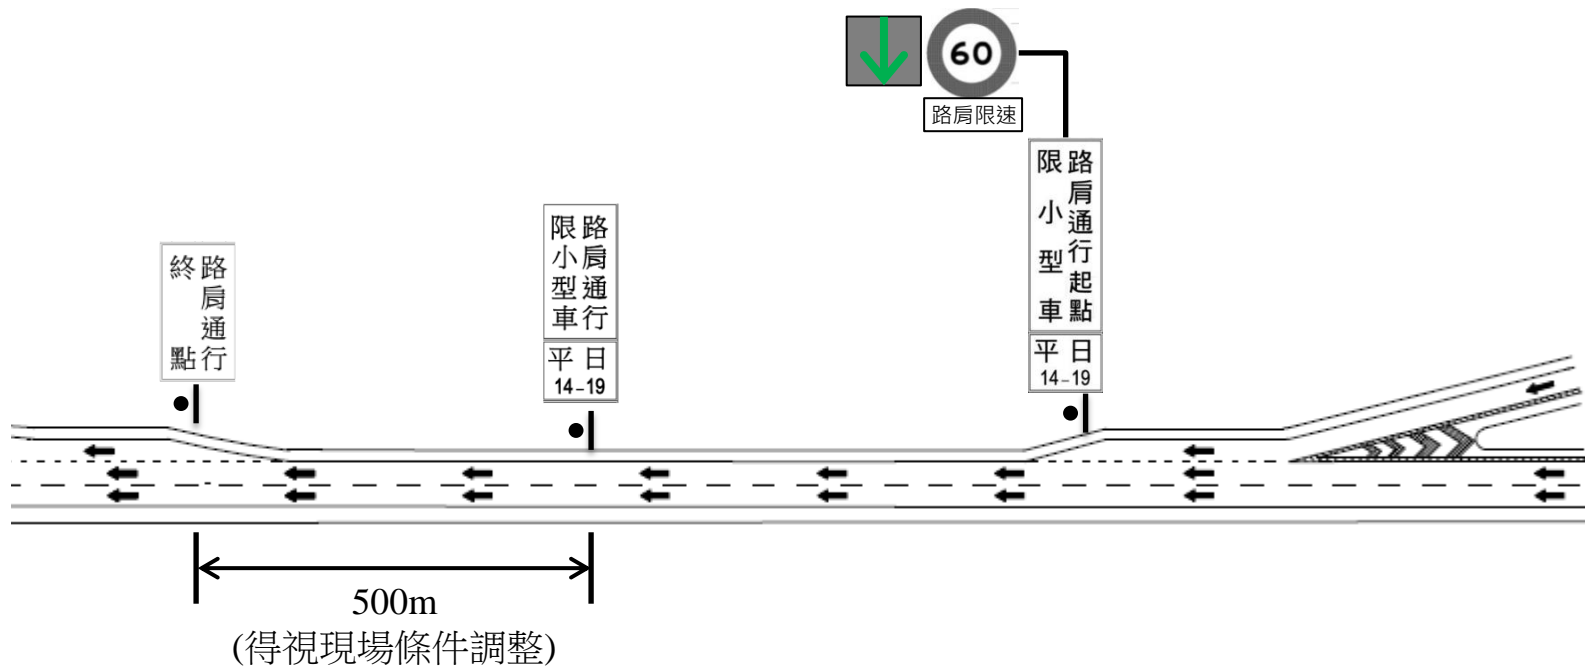 60
路肩限速
路肩通行起點
限小型車
平日
14-19
路肩通行
限小型車
平日
14-19
路肩通行
終點
500m
(得視現場條件調整)